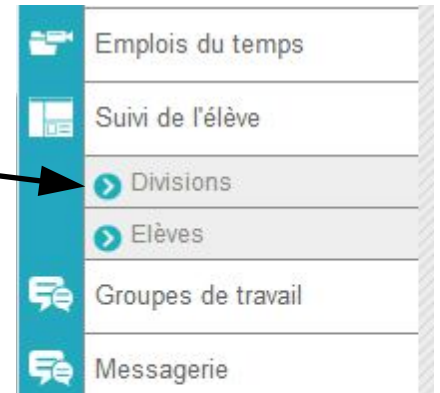 Emplois du temps
Suivi de l'élève
Divisions
Elèves
Groupes de travail
Messagerie